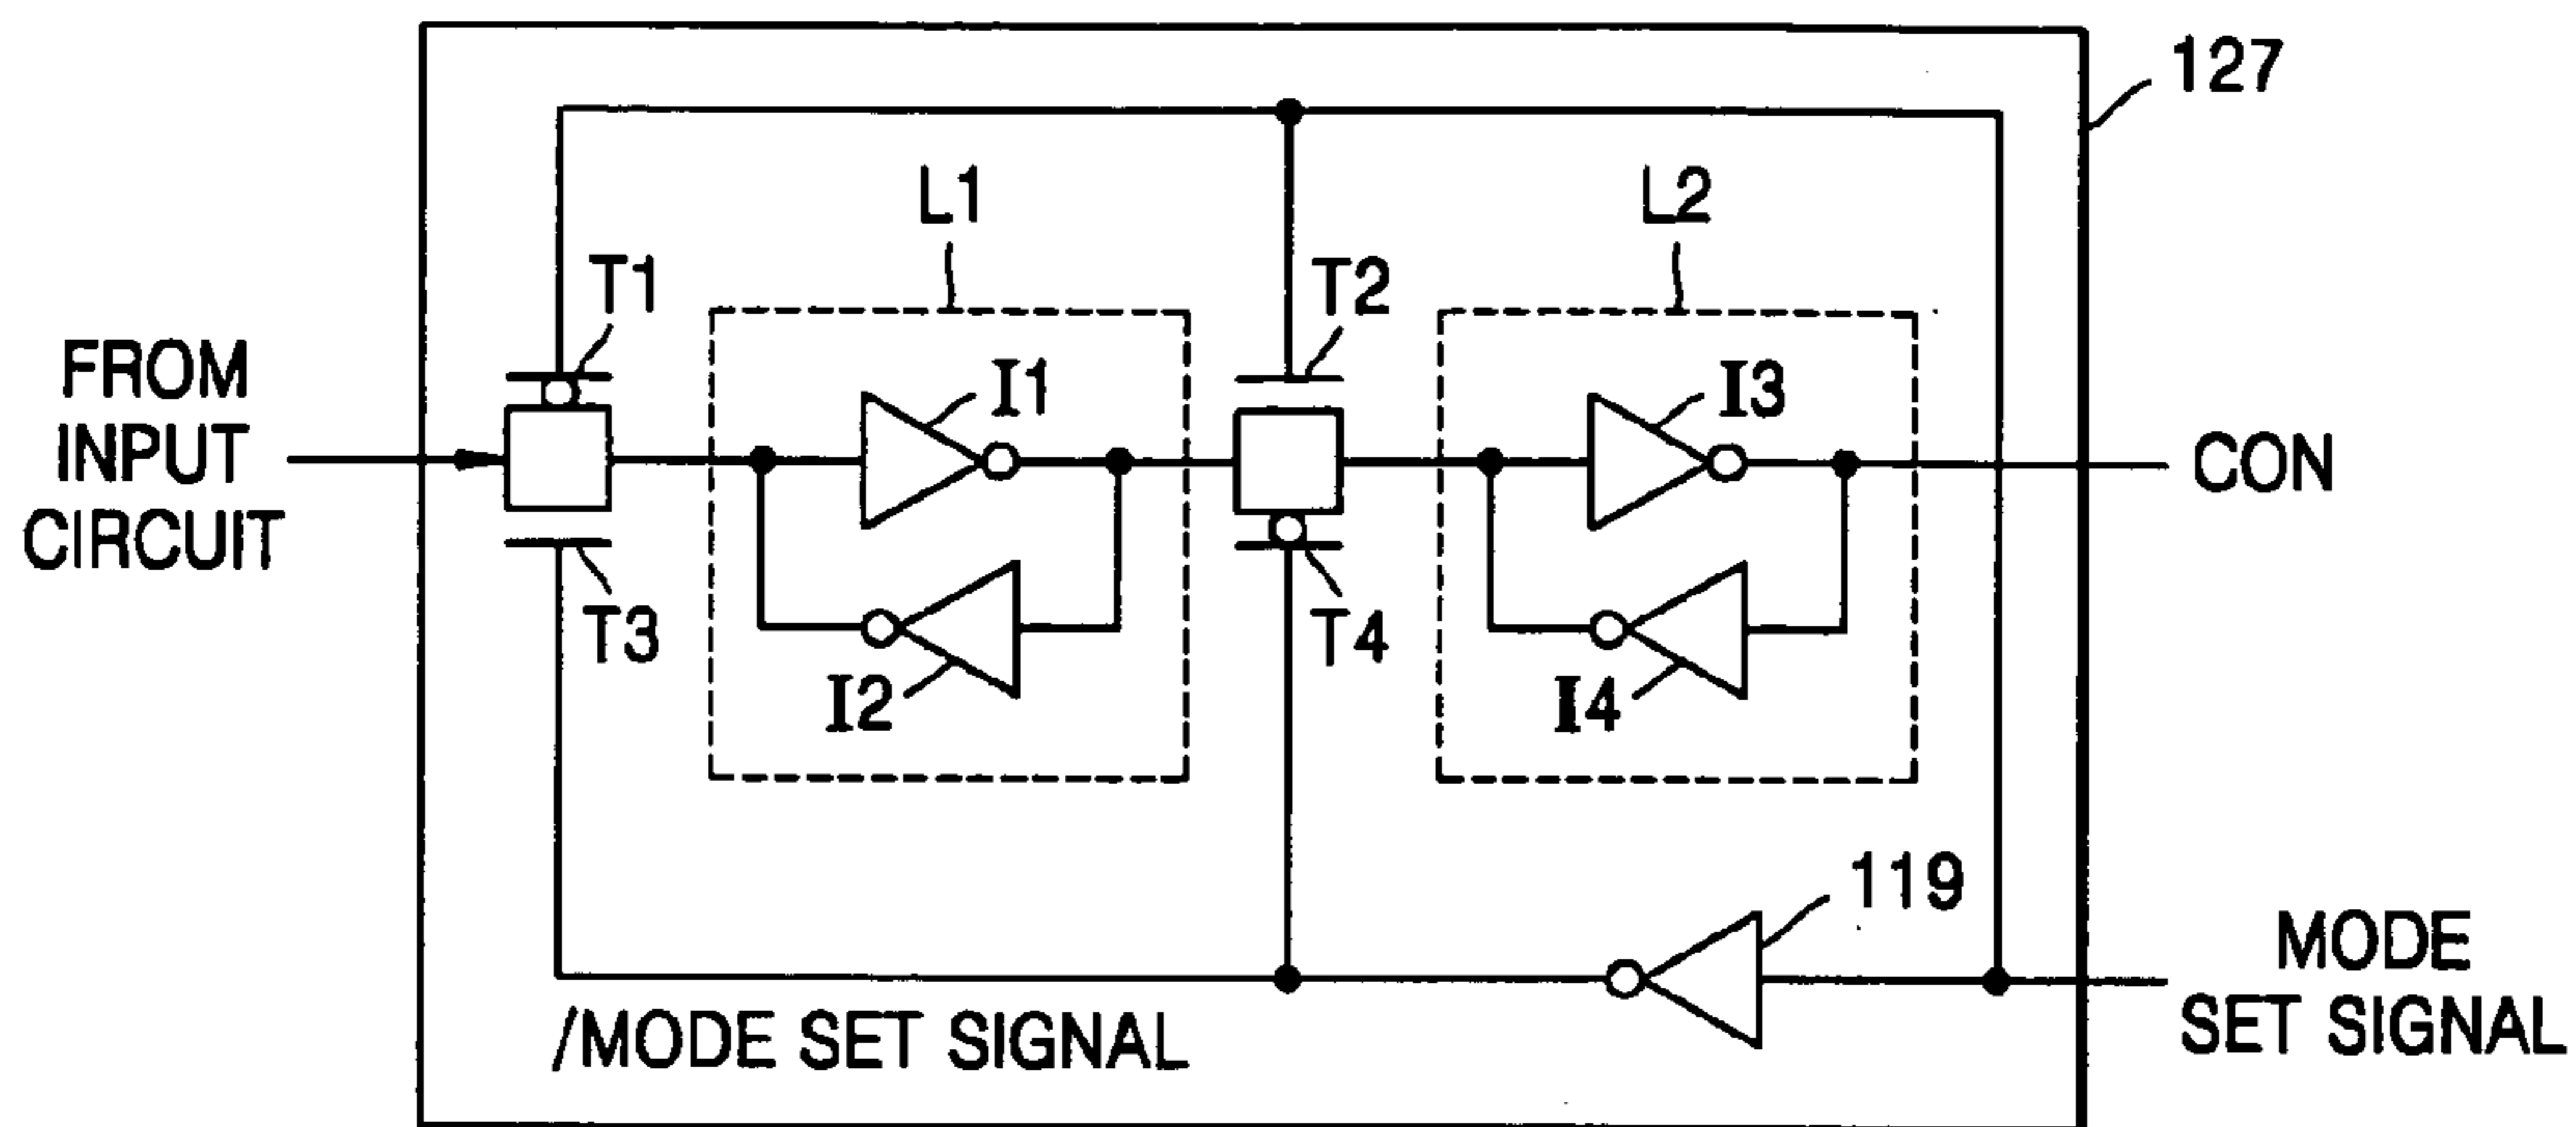 127
L1
L2
T1
T2
FROM
INPUT
CIRCUIT
I1
I3
CON
T3
T4
I2
I4
119
MODE
SET SIGNAL
/MODE SET SIGNAL